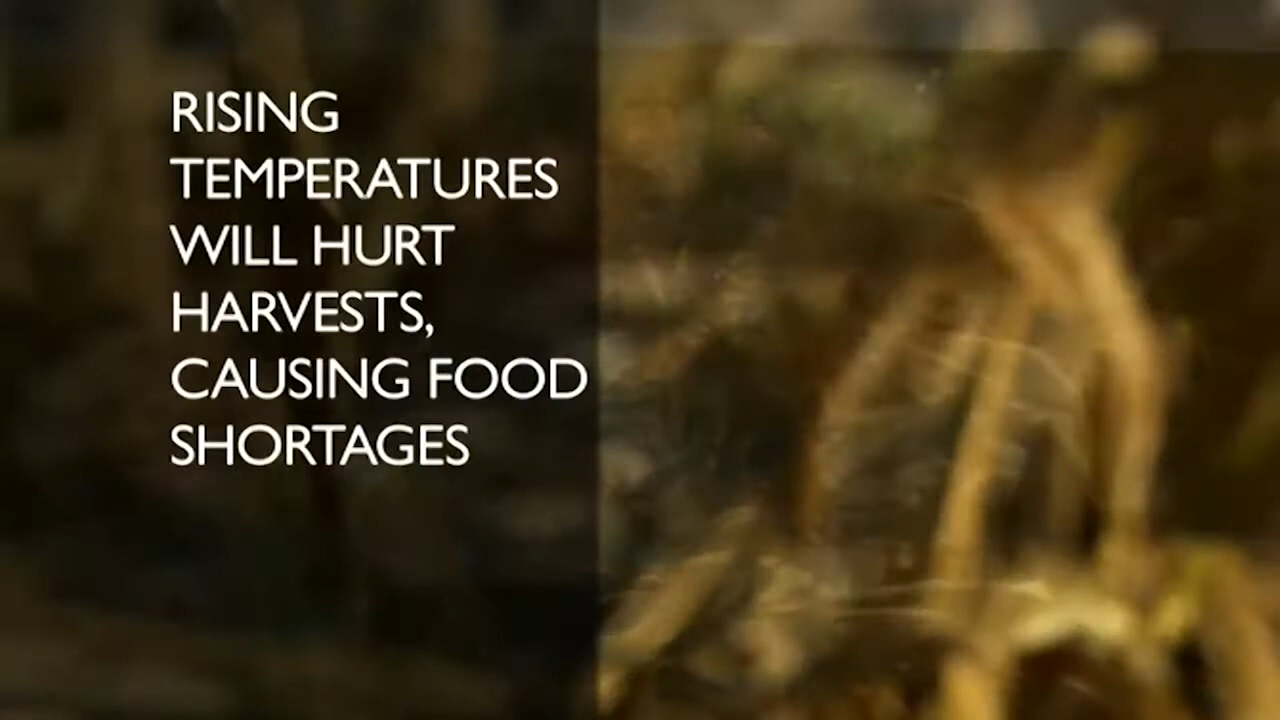 RISING
TEMPERATURES
WILL HURT
HARVESTS,
CAUSING FOOD
SHORTAGES